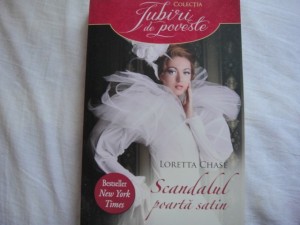 COLECȚIA
Iubiri
de poveste
LORETTA CHASE
Scandalul
poartă satin
Bestseller
New York
Times